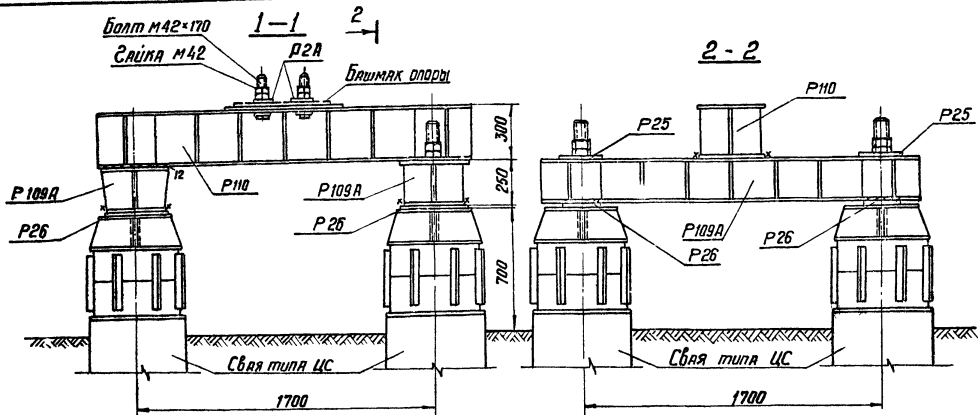 Болт М42×170
Гайка М42
1-1
2
Р2А
Башмак опоры
2-2
Р110
Р25
Р25
300
250
700
12
Р109А
Р110
Р109А
Р26
Р26
Р109А
Р26
Р26
Свая типа ЦС
Свая типа ЦС
1700
1700